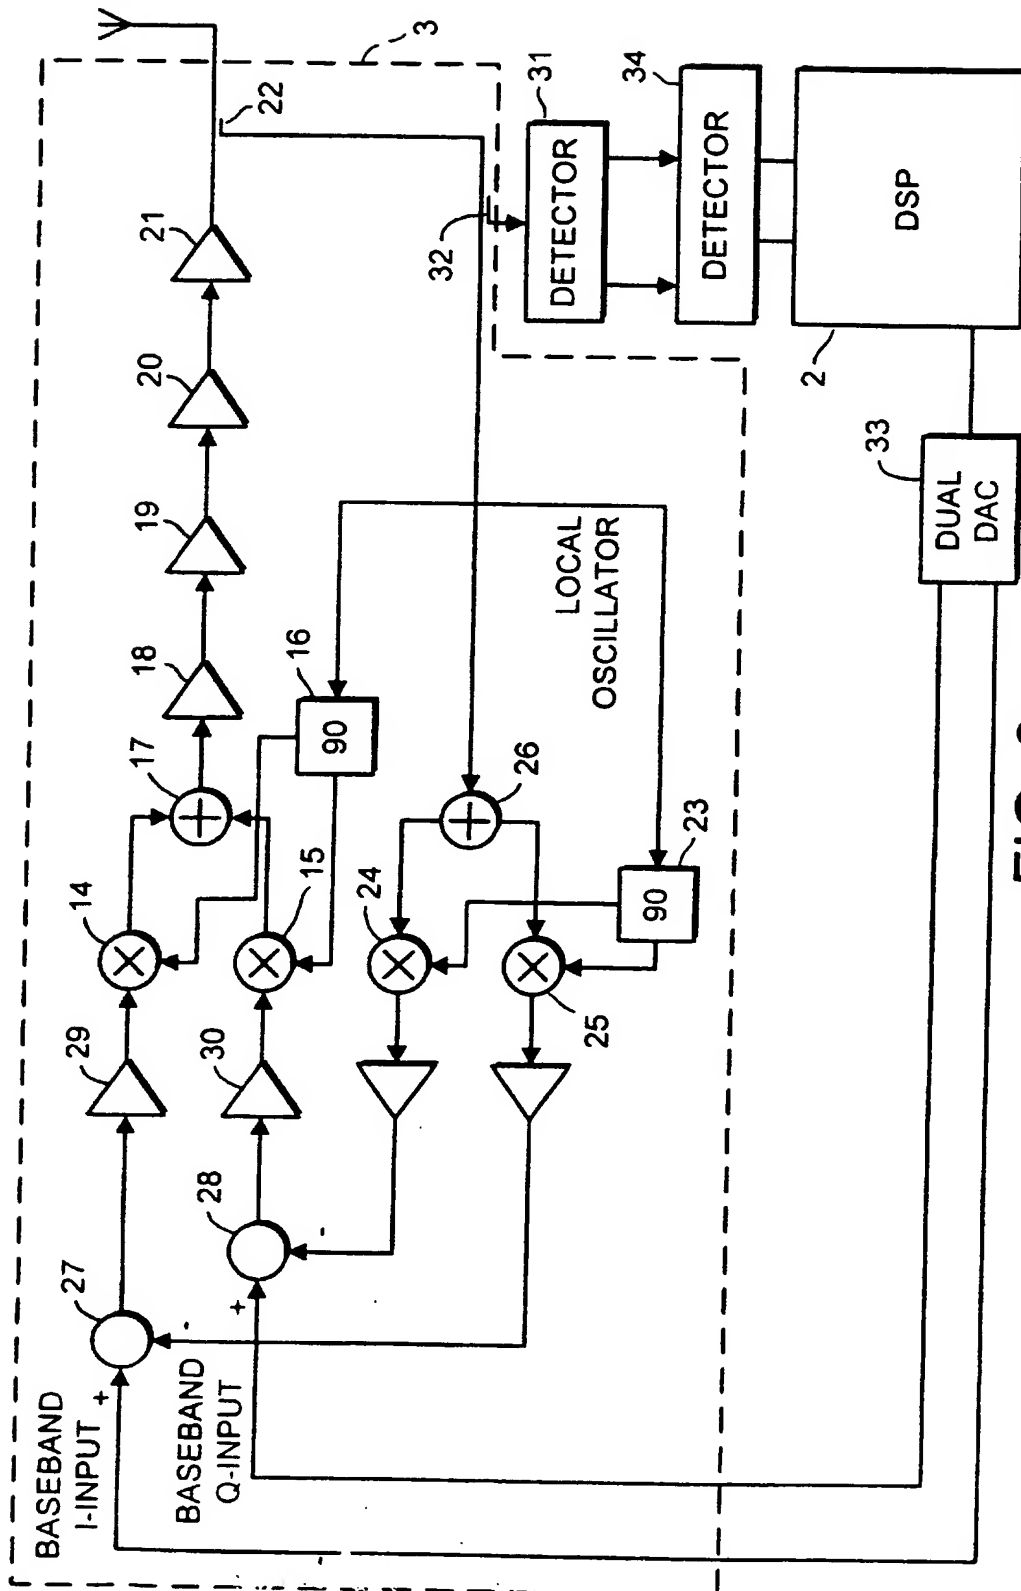 3
22
21
20
19
18
17
14
29
27
BASEBAND
I-INPUT
+
-
16
90
15
30
28
+
-
BASEBAND
Q-INPUT
32
31
DETECTOR
34
DETECTOR
DSP
2
LOCAL
OSCILLATOR
26
24
25
23
90
33
DUAL
DAC